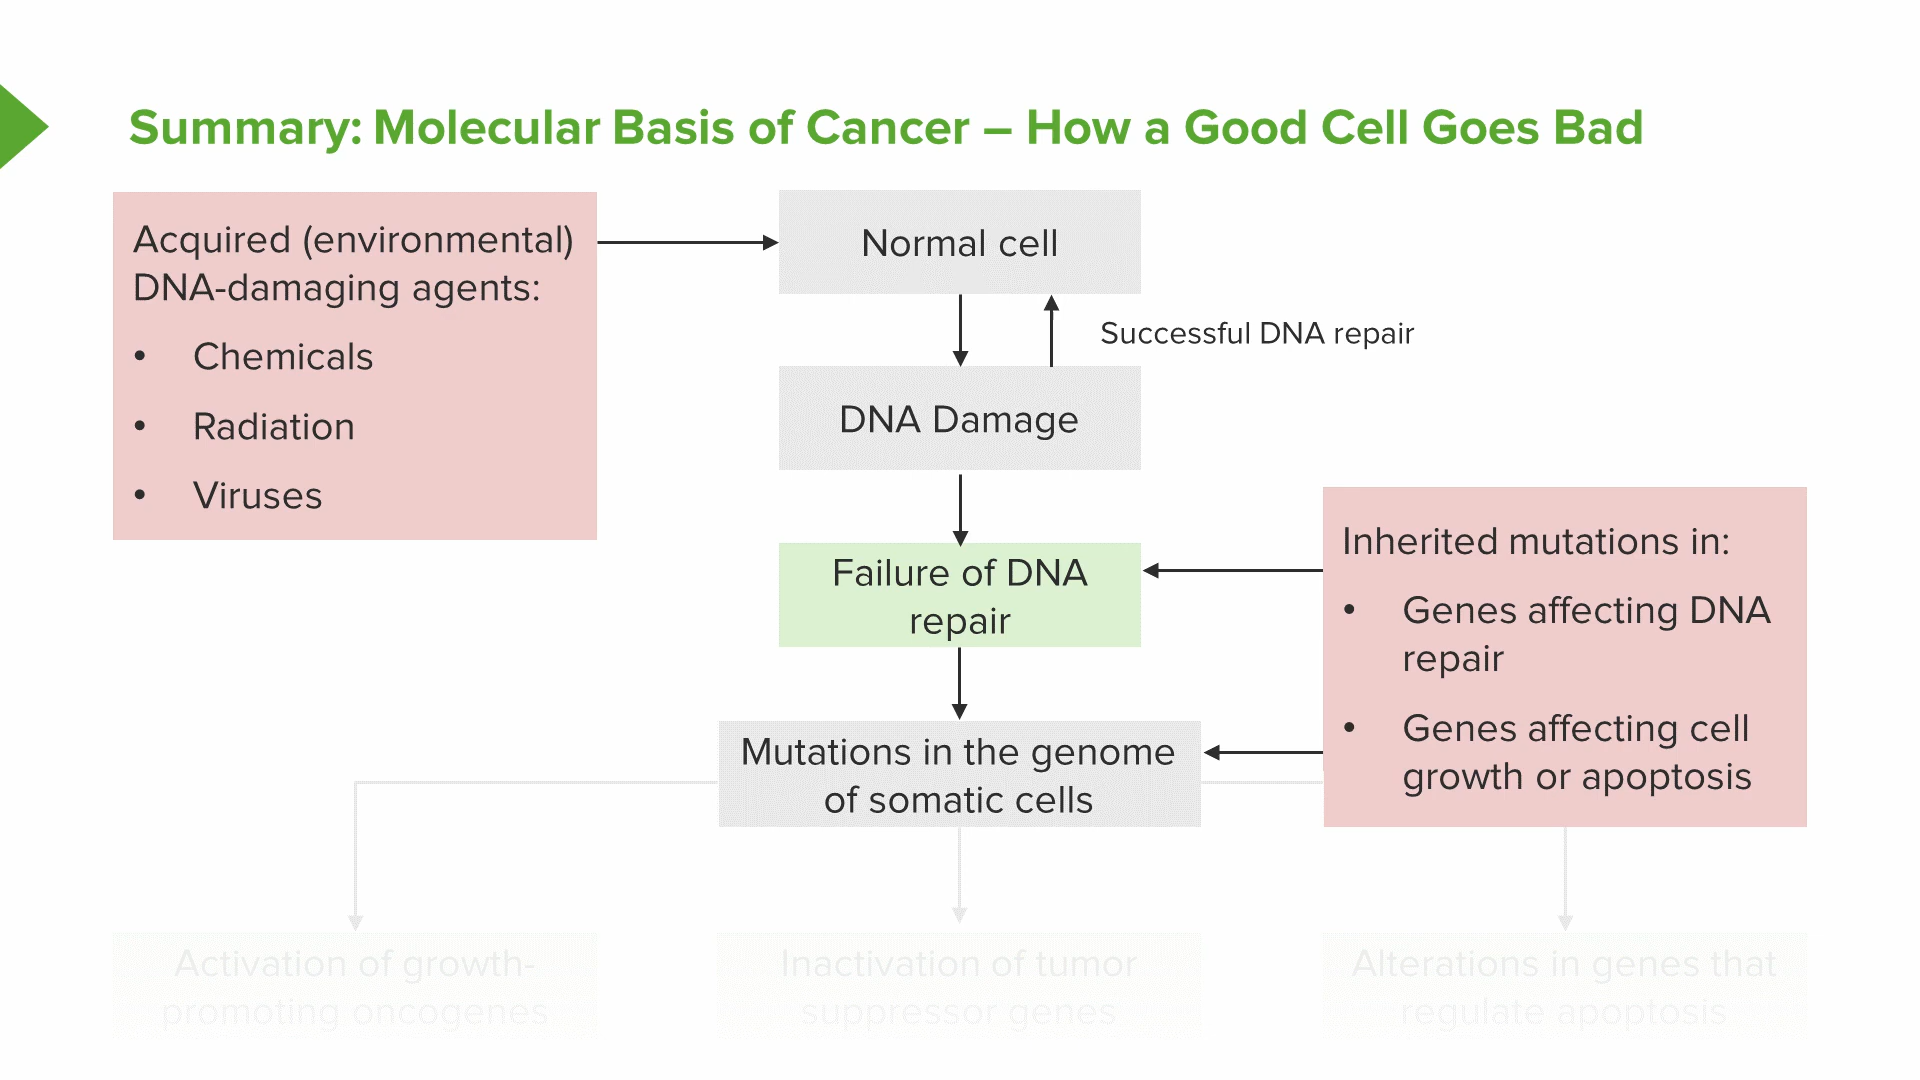 Summary: Molecular Basis of Cancer – How a Good Cell Goes Bad
Acquired (environmental)
DNA-damaging agents:
• Chemicals
• Radiation
• Viruses
Normal cell
Successful DNA repair
DNA Damage
Failure of DNA
repair
Inherited mutations in:
• Genes affecting DNA
repair
• Genes affecting cell
growth or apoptosis
Mutations in the genome
of somatic cells
Activation of growth-
promoting oncogenes
Inactivation of tumor
suppressor genes
Alterations in genes that
regulate apoptosis